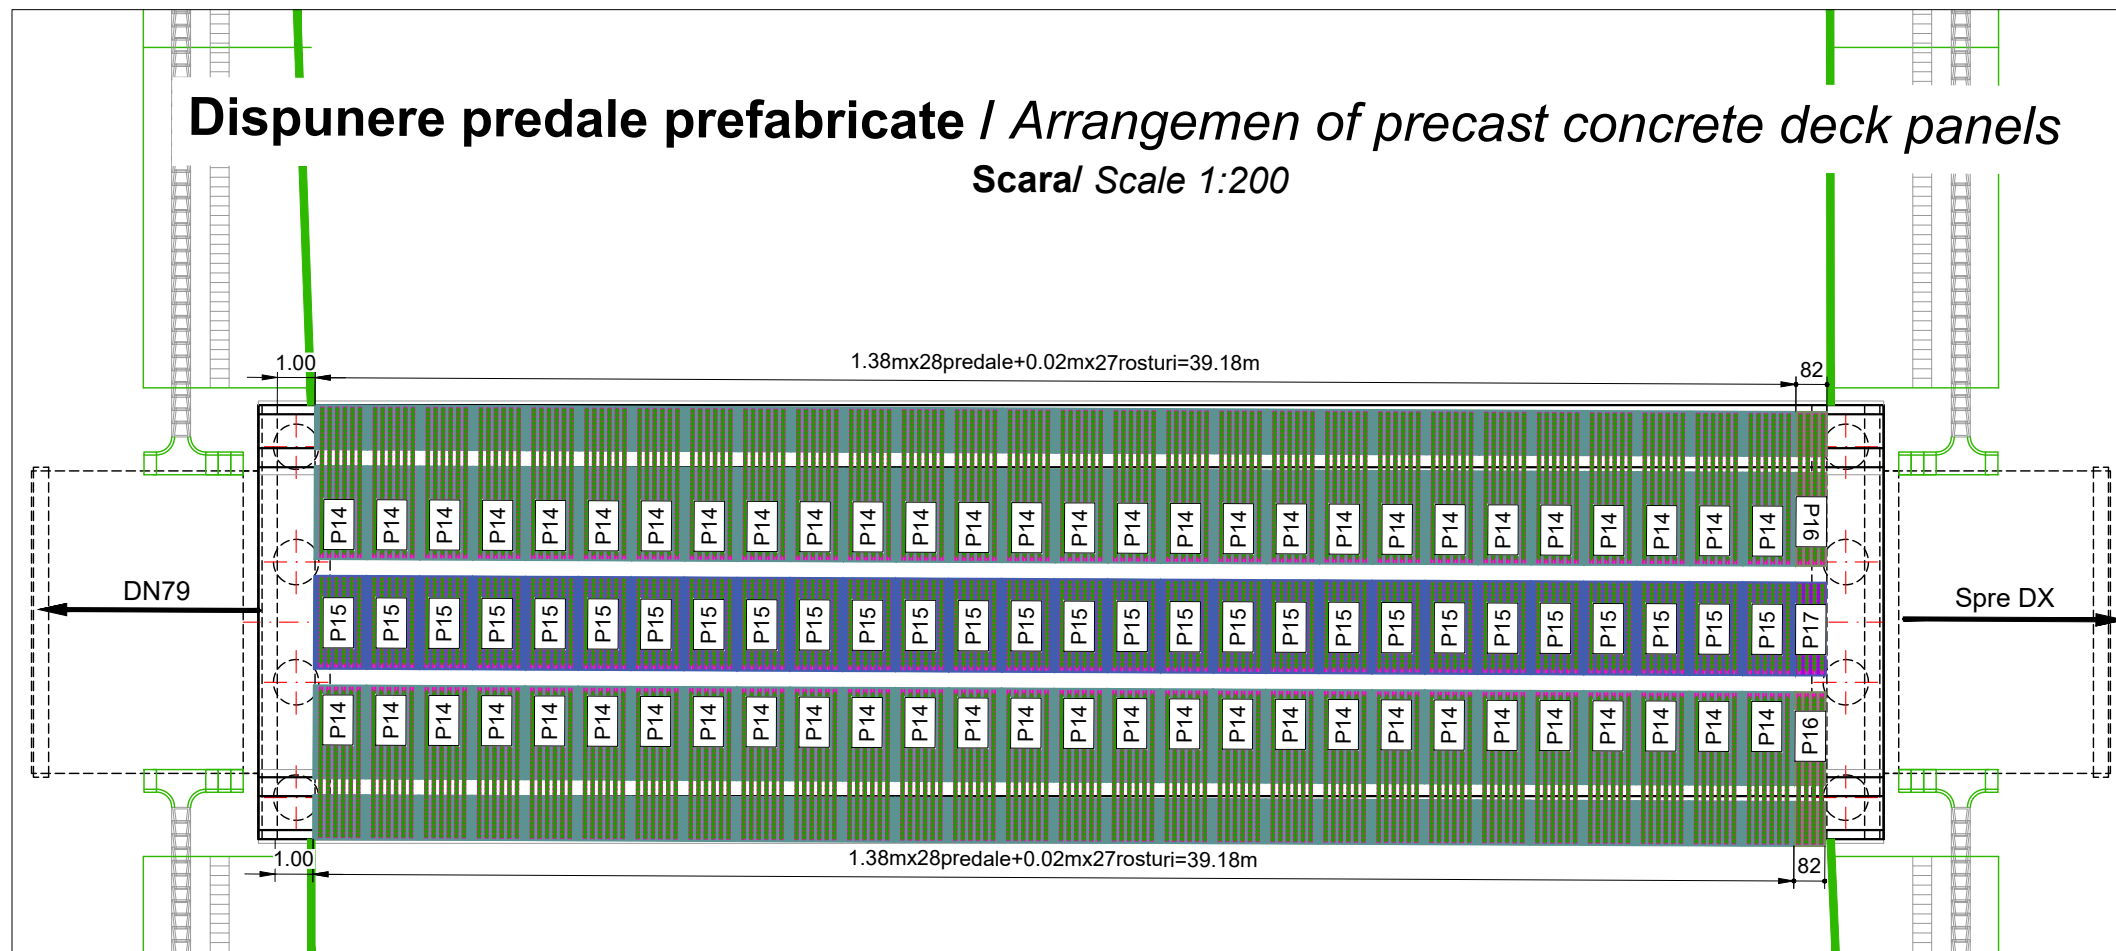 Dispunere predale prefabricate / Arrangemen of precast concrete deck panels
Scara/ Scale 1:200
1.00 1.38mx28predale+0.02mx27rosturi=39.18m 82
P14 P14 P14 P14 P14 P14 P14 P14 P14 P14 P14 P14 P14 P14 P14 P14 P14 P14 P14 P14 P14 P14 P14 P14 P14 P14 P14 P14 P16
DN79 P15 P15 P15 P15 P15 P15 P15 P15 P15 P15 P15 P15 P15 P15 P15 P15 P15 P15 P15 P15 P15 P15 P15 P15 P15 P15 P15 P15 P17 Spre DX
P14 P14 P14 P14 P14 P14 P14 P14 P14 P14 P14 P14 P14 P14 P14 P14 P14 P14 P14 P14 P14 P14 P14 P14 P14 P14 P14 P14 P16
1.00 1.38mx28predale+0.02mx27rosturi=39.18m 82